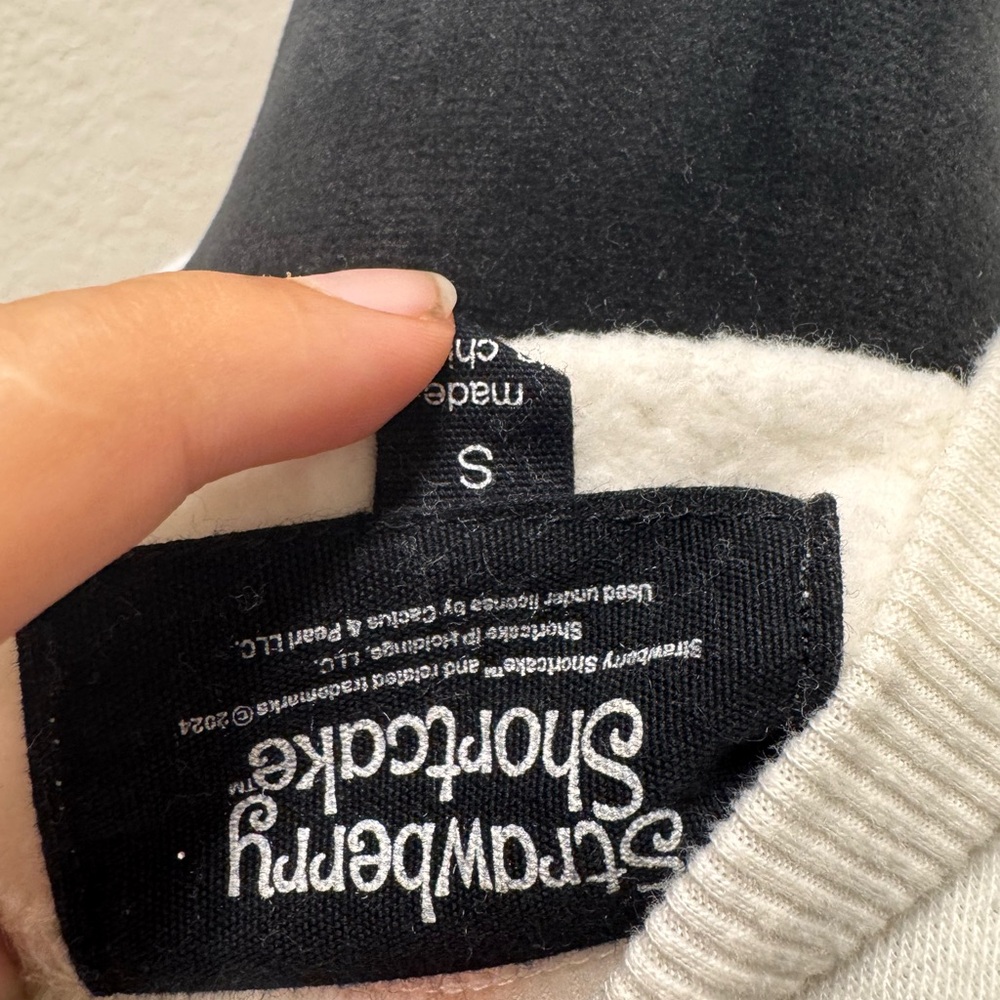 Strawberry
Shortcake™
Strawberry Shortcake™ and related trademarks © 2024
Shortcake IP Holdings, LLC.
Used under license by Cactus & Pearl LLC.
S
made